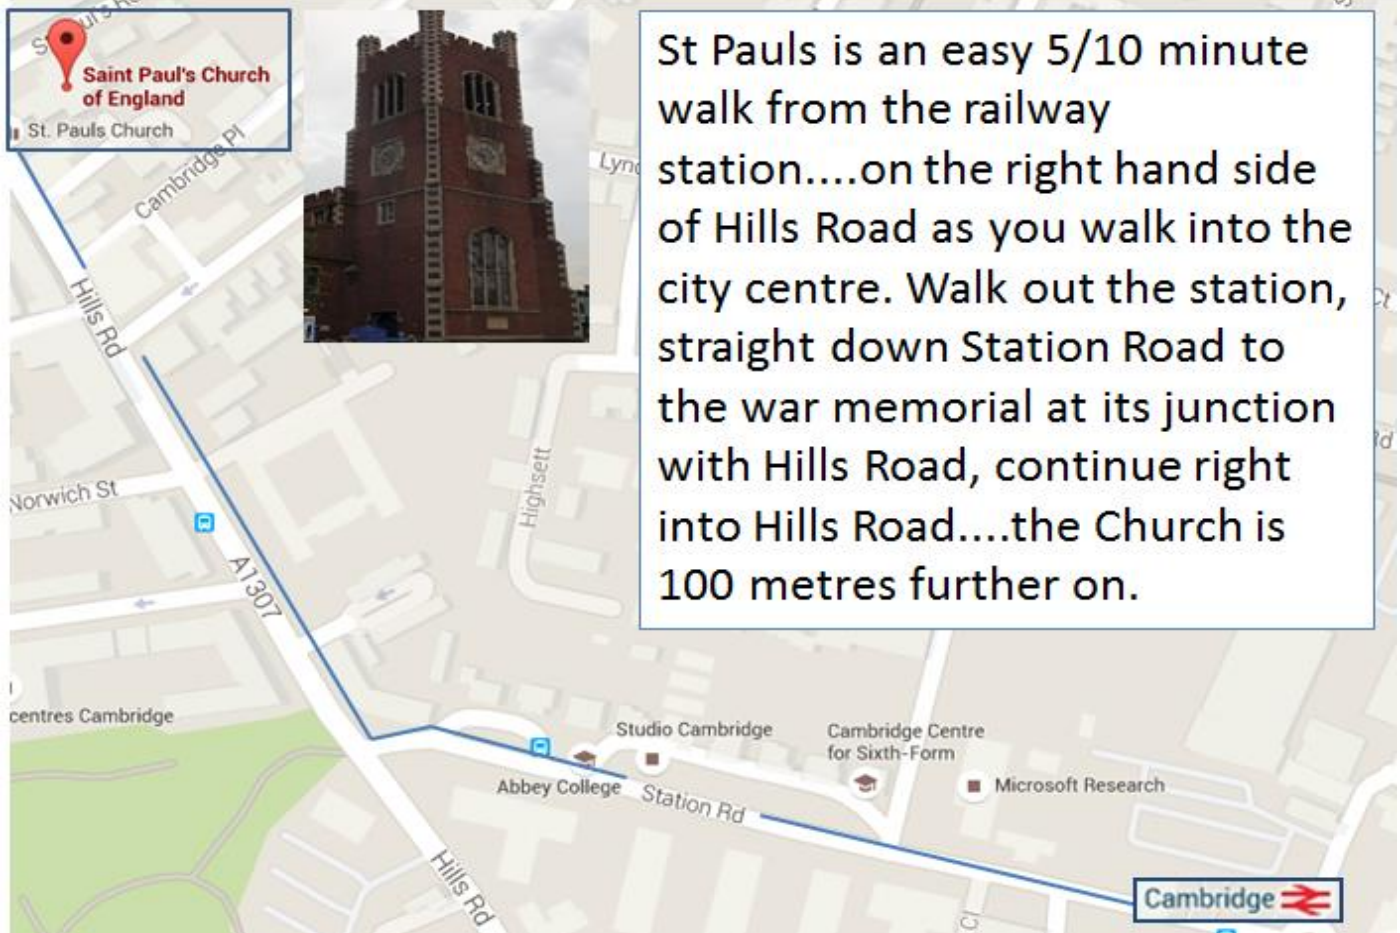 Saint Paul's Church
of England
St. Pauls Church
Cambridge Pl
St Pauls is an easy 5/10 minute
walk from the railway
station....on the right hand side
of Hills Road as you walk into the
city centre. Walk out the station,
straight down Station Road to
the war memorial at its junction
with Hills Road, continue right
into Hills Road....the Church is
100 metres further on.
Hills Rd
Highsett
Norwich St
A1307
centres Cambridge
Studio Cambridge
Cambridge Centre
for Sixth-Form
Abbey College
Microsoft Research
Station Rd
Hills Rd
Cambridge